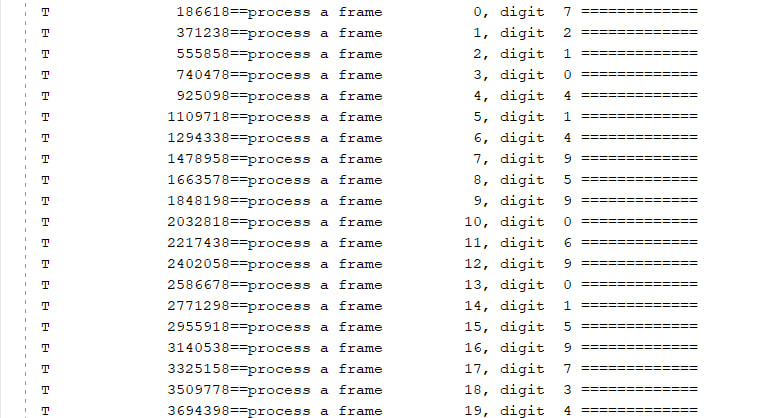 T 186618==process a frame 0, digit 7 =============
T 371238==process a frame 1, digit 2 =============
T 555858==process a frame 2, digit 1 =============
T 740478==process a frame 3, digit 0 =============
T 925098==process a frame 4, digit 4 =============
T 1109718==process a frame 5, digit 1 =============
T 1294338==process a frame 6, digit 4 =============
T 1478958==process a frame 7, digit 9 =============
T 1663578==process a frame 8, digit 5 =============
T 1848198==process a frame 9, digit 9 =============
T 2032818==process a frame 10, digit 0 =============
T 2217438==process a frame 11, digit 6 =============
T 2402058==process a frame 12, digit 9 =============
T 2586678==process a frame 13, digit 0 =============
T 2771298==process a frame 14, digit 1 =============
T 2955918==process a frame 15, digit 5 =============
T 3140538==process a frame 16, digit 9 =============
T 3325158==process a frame 17, digit 7 =============
T 3509778==process a frame 18, digit 3 =============
T 3694398==process a frame 19, digit 4 =============